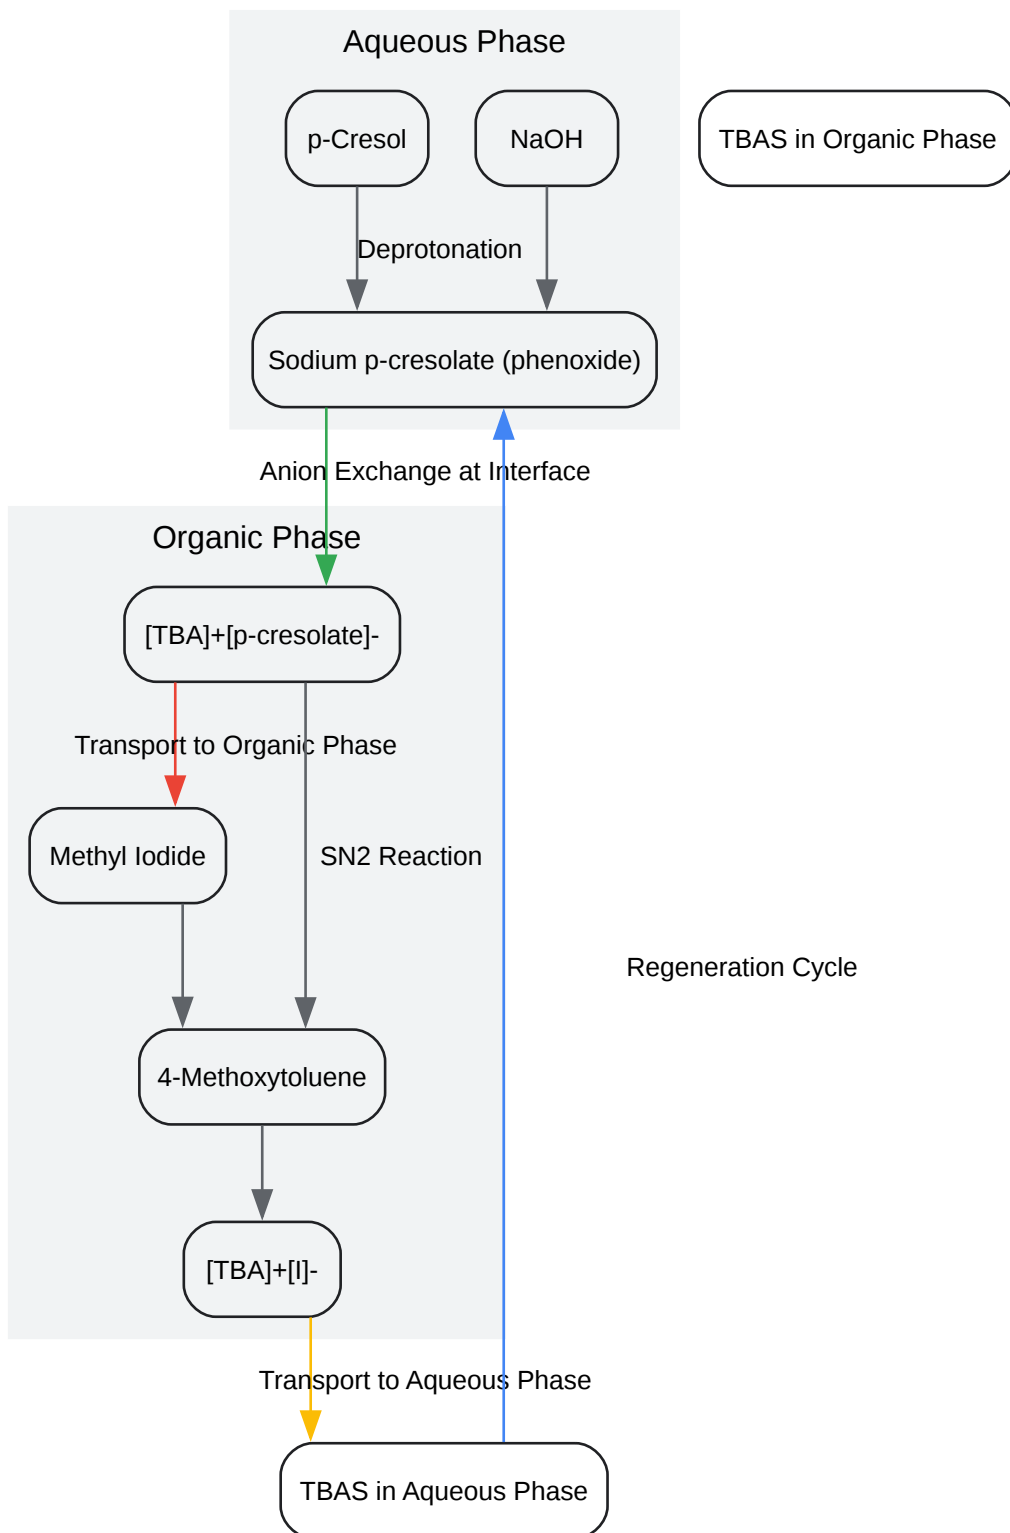 Aqueous Phase
p-Cresol
NaOH
TBAS in Organic Phase
Deprotonation
Sodium p-cresolate (phenoxide)
Anion Exchange at Interface
Organic Phase
[TBA]+[p-cresolate]-
Transport to Organic Phase
Methyl Iodide
SN2 Reaction
Regeneration Cycle
4-Methoxytoluene
[TBA]+[I]-
Transport to Aqueous Phase
TBAS in Aqueous Phase